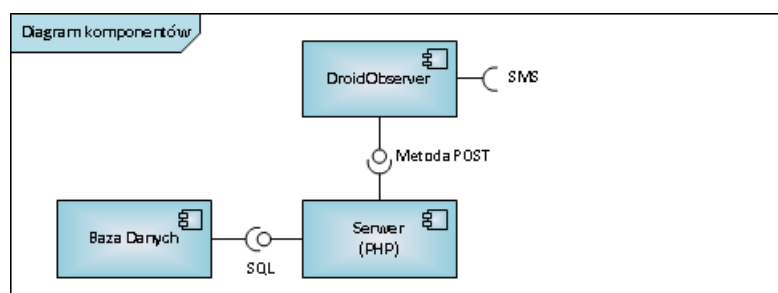 Diagram komponentów
DroidObserver
SMS
Metoda POST
Baza Danych
SQL
Serwer
(PHP)